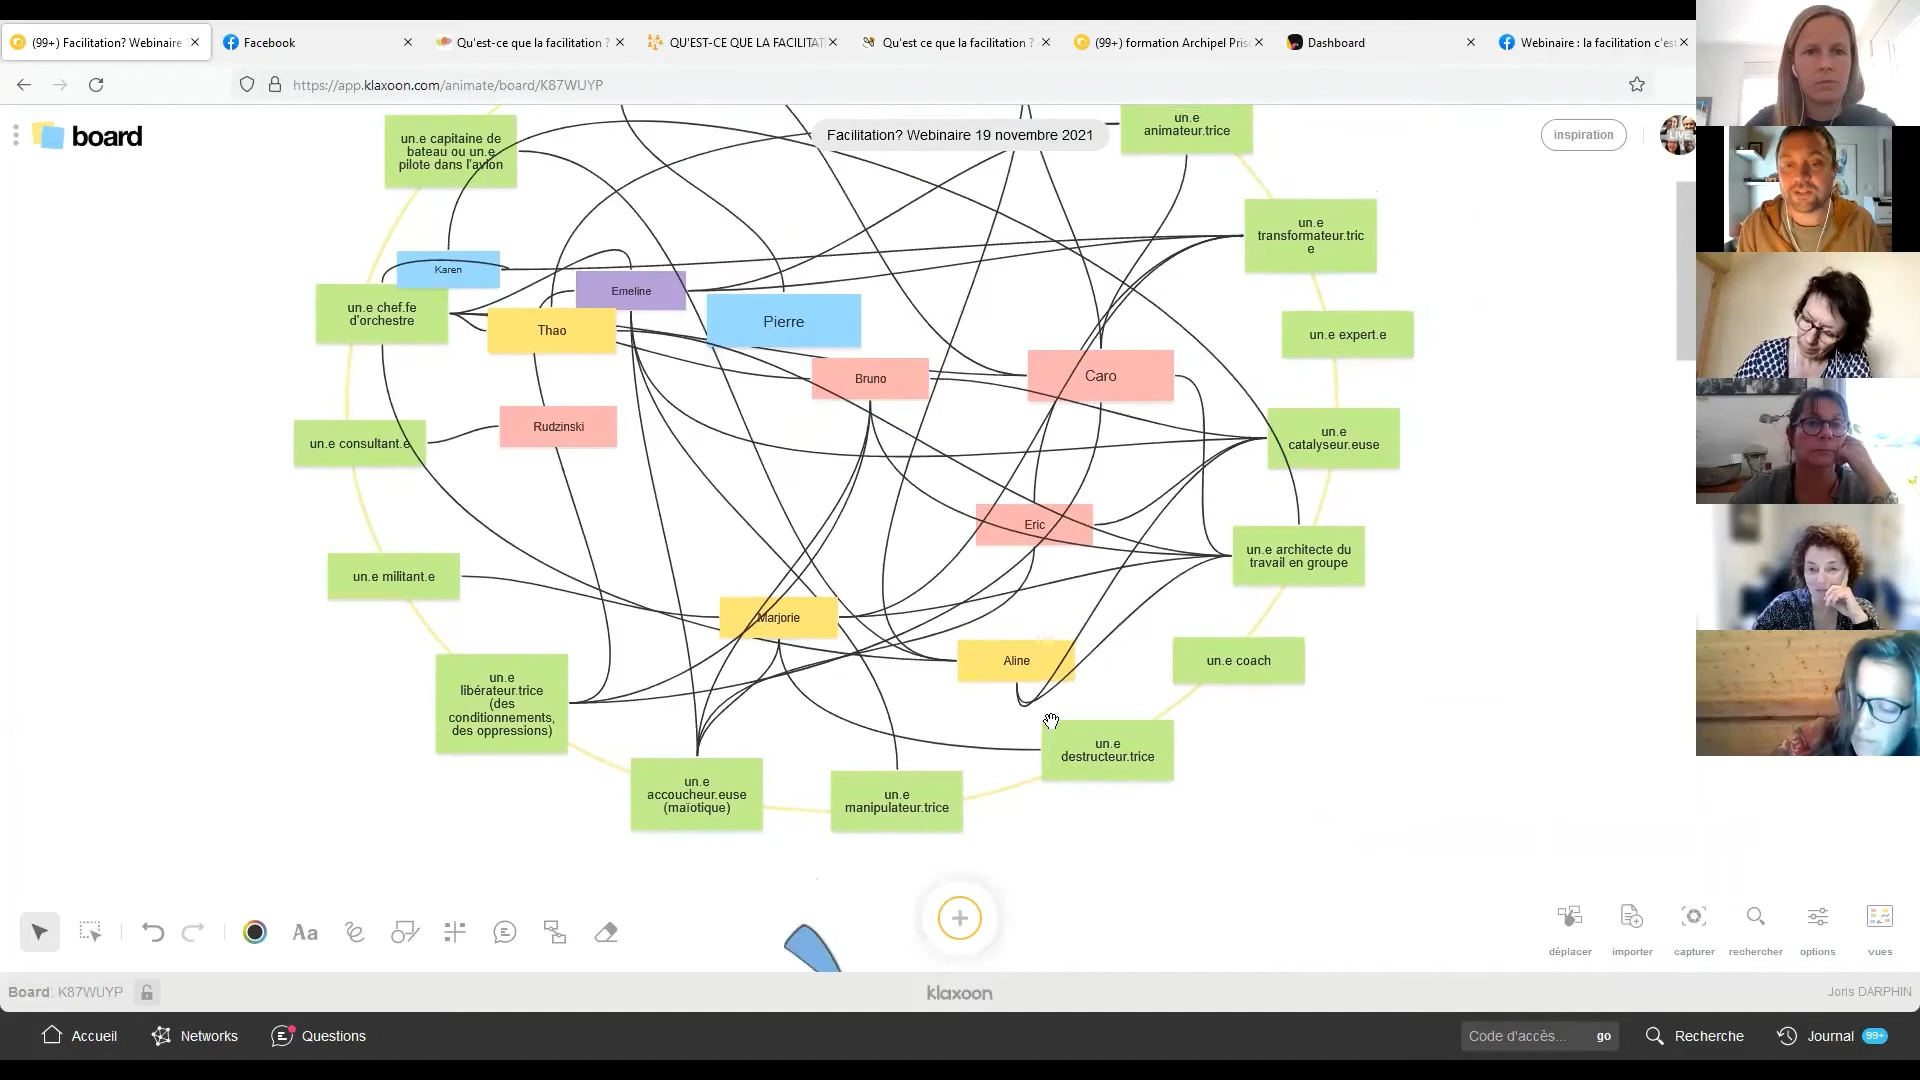 (99+) Facilitation? Webinaire
Facebook
Qu'est-ce que la facilitation ?
QU'EST-CE QUE LA FACILITAT
Qu'est ce que la facilitation ?
(99+) formation Archipel Pris
Dashboard
Webinaire : la facilitation c'es
https://app.klaxoon.com/animate/board/K87WUYP
board
Facilitation? Webinaire 19 novembre 2021
inspiration
LIVE
un.e capitaine de
bateau ou un.e
pilote dans l'avion
un.e
animateur.trice
un.e
transformateur.tric
e
Karen
Emeline
un.e chef.fe
d'orchestre
Thao
Pierre
un.e expert.e
Bruno
Caro
Rudzinski
un.e consultant.e
un.e
catalyseur.euse
Eric
un.e architecte du
travail en groupe
un.e militant.e
Marjorie
Aline
un.e coach
un.e
libérateur.trice
(des
conditionnements,
des oppressions)
un.e
destructeur.trice
un.e
accoucheur.euse
(maïotique)
un.e
manipulateur.trice
Aa
déplacer
importer
capturer
rechercher
options
vues
Board: K87WUYP
klaxoon
Joris DARPHIN
Accueil
Networks
Questions
Code d'accès...
go
Recherche
Journal
99+